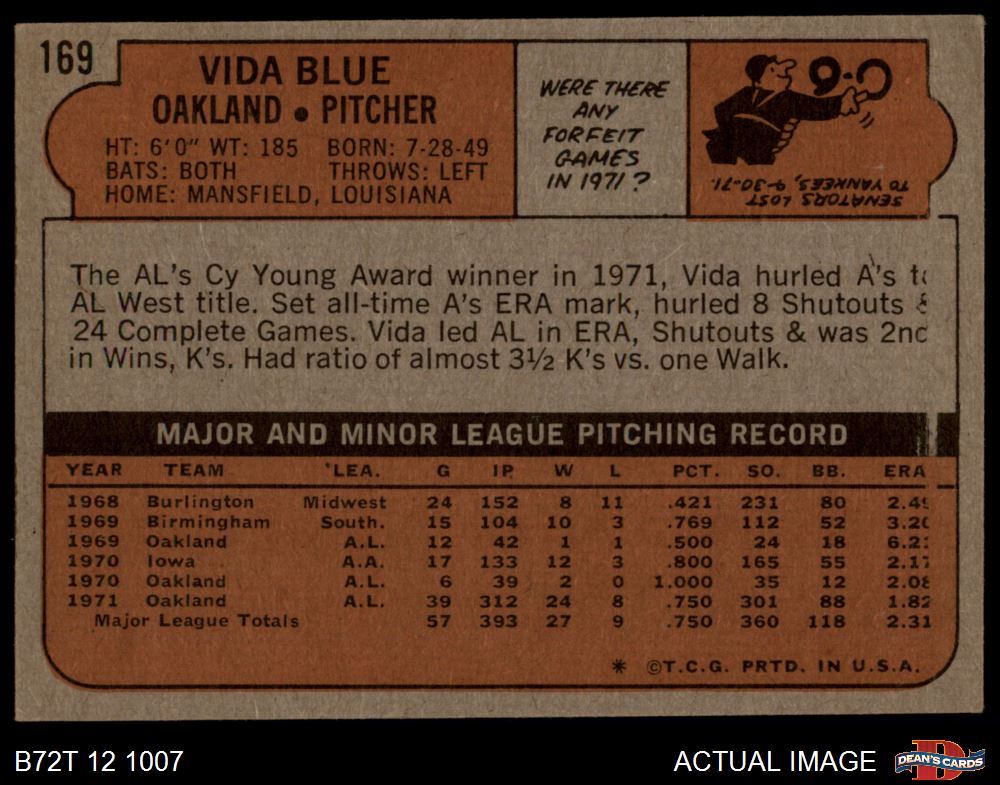 169
VIDA BLUE
OAKLAND • PITCHER
HT: 6'0" WT: 185 BORN: 7-28-49
BATS: BOTH THROWS: LEFT
HOME: MANSFIELD, LOUISIANA
WERE THERE
ANY
FORFEIT
GAMES
IN 1971?
9-0
SENATORS LOST
TO YANKEES, 9-30-71.
The AL's Cy Young Award winner in 1971, Vida hurled A's
AL West title. Set all-time A's ERA mark, hurled 8 Shutouts
24 Complete Games. Vida led AL in ERA, Shutouts & was 2nd
in Wins, K's. Had ratio of almost 3½ K's vs. one Walk.
MAJOR AND MINOR LEAGUE PITCHING RECORD
YEAR TEAM LEA. G IP. W L PCT. SO. BB. ERA
1968 Burlington Midwest 24 152 8 11 .421 231 80
1969 Birmingham South. 15 104 10 3 .769 112 52 3.20
1969 Oakland A.L. 12 42 1 1 .500 24 18
1970 Iowa A.A. 17 133 12 3 .800 165 55 2.17
1970 Oakland A.L. 6 39 2 0 1.000 35 12 2.08
1971 Oakland A.L. 39 312 24 8 .750 301 88 1.82
Major League Totals 57 393 27 9 .750 360 118 2.31
* ©T.C.G. PRTD. IN U.S.A.
B72T 12 1007 ACTUAL IMAGE DEAN'S CARDS